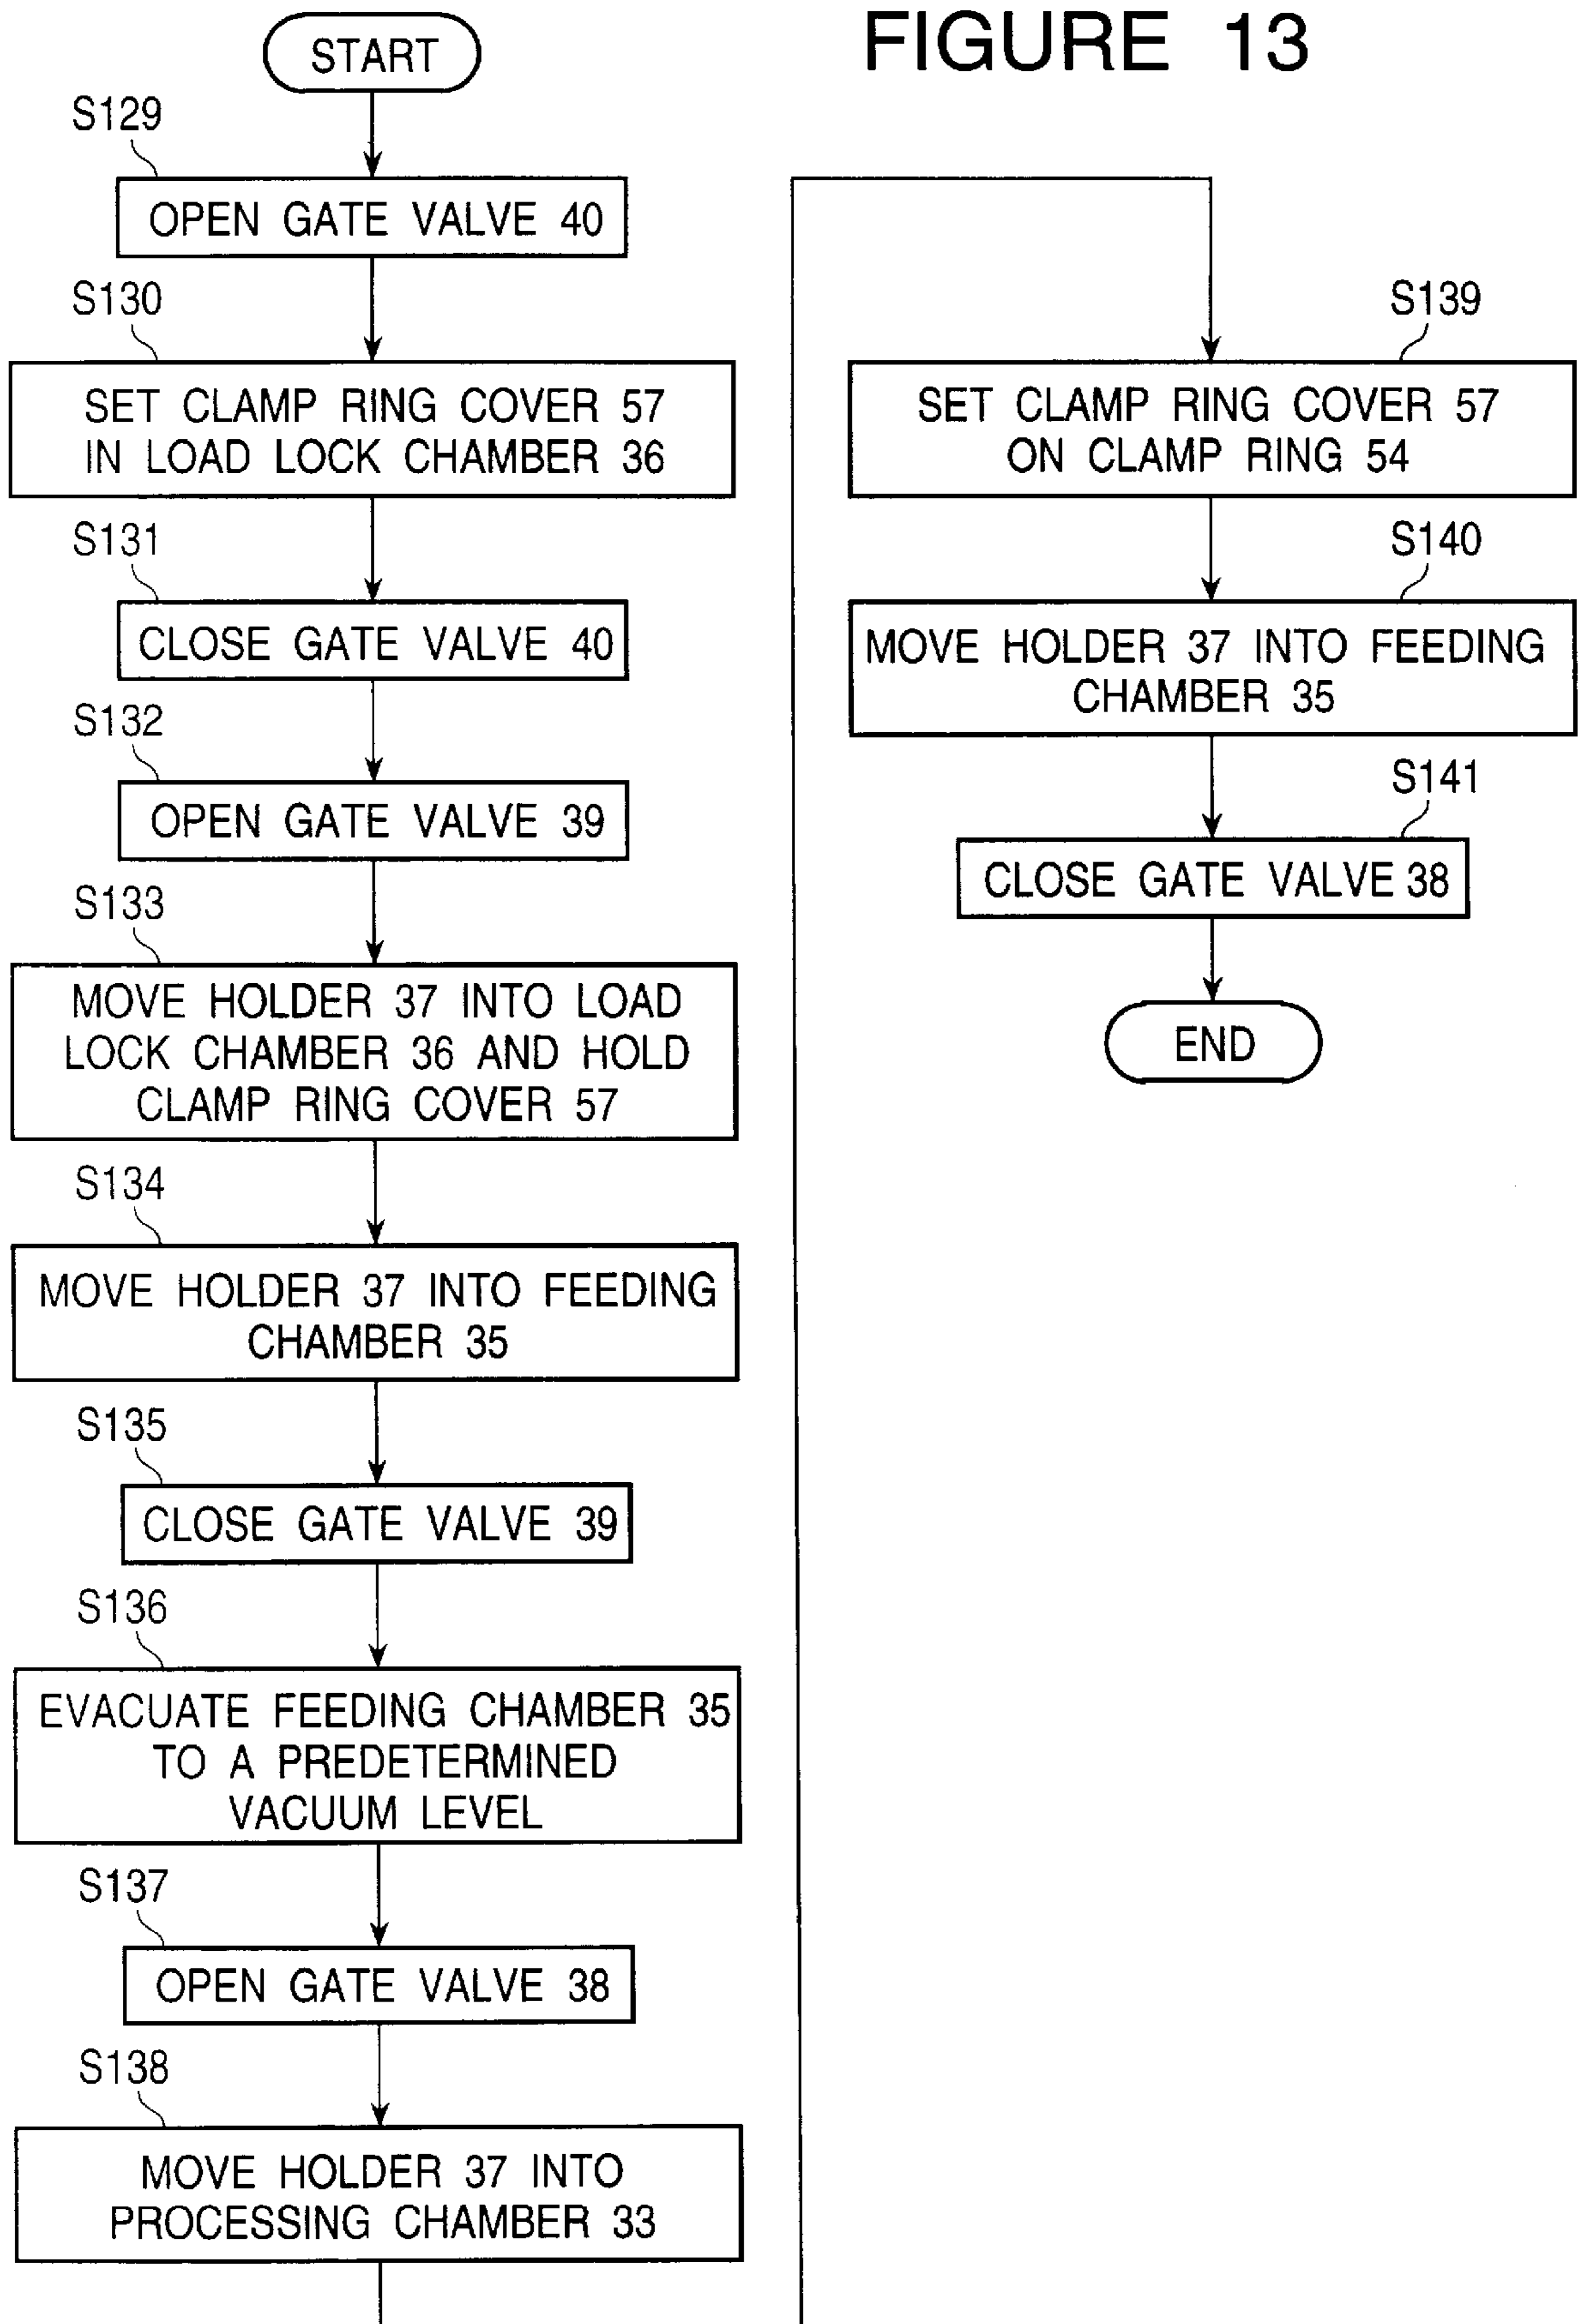 FIGURE 13
START
S129
OPEN GATE VALVE 40
S130
SET CLAMP RING COVER 57
IN LOAD LOCK CHAMBER 36
S131
CLOSE GATE VALVE 40
S132
OPEN GATE VALVE 39
S133
MOVE HOLDER 37 INTO LOAD
LOCK CHAMBER 36 AND HOLD
CLAMP RING COVER 57
S134
MOVE HOLDER 37 INTO FEEDING
CHAMBER 35
S135
CLOSE GATE VALVE 39
S136
EVACUATE FEEDING CHAMBER 35
TO A PREDETERMINED
VACUUM LEVEL
S137
OPEN GATE VALVE 38
S138
MOVE HOLDER 37 INTO
PROCESSING CHAMBER 33
S139
SET CLAMP RING COVER 57
ON CLAMP RING 54
S140
MOVE HOLDER 37 INTO FEEDING
CHAMBER 35
S141
CLOSE GATE VALVE 38
END